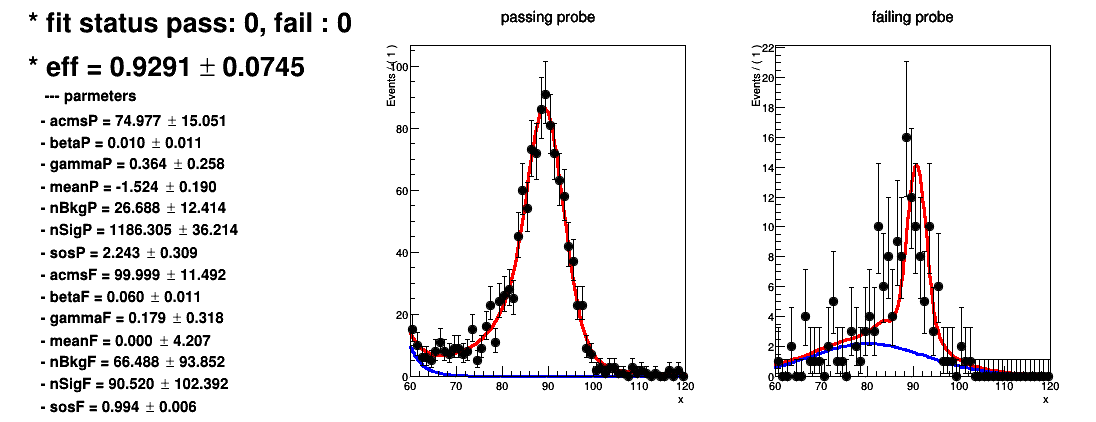 * fit status pass: 0, fail : 0
* eff = 0.9291 ± 0.0745
--- parmeters
- acmsP = 74.977 ± 15.051
- betaP = 0.010 ± 0.011
- gammaP = 0.364 ± 0.258
- meanP = -1.524 ± 0.190
- nBkgP = 26.688 ± 12.414
- nSigP = 1186.305 ± 36.214
- sosP = 2.243 ± 0.309
- acmsF = 99.999 ± 11.492
- betaF = 0.060 ± 0.011
- gammaF = 0.179 ± 0.318
- meanF = 0.000 ± 4.207
- nBkgF = 66.488 ± 93.852
- nSigF = 90.520 ± 102.392
- sosF = 0.994 ± 0.006
passing probe
Events / ( 1 )
100
80
60
40
20
0
60 70 80 90 100 110 120
x
failing probe
Events / ( 1 )
22
20
18
16
14
12
10
8
6
4
2
0
60 70 80 90 100 110 120
x